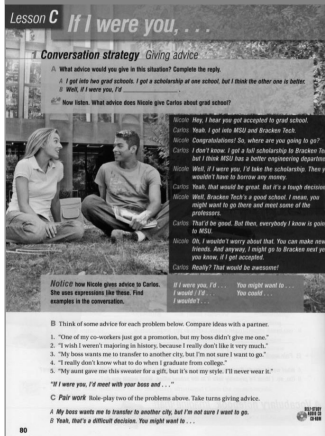 Lesson C If I were you, . . .
1 Conversation strategy Giving advice
A What advice would you give in this situation? Complete the reply.
A I got into two grad schools. I got a scholarship at one school, but I think the other one is better.
B Well, if I were you, I'd
Now listen. What advice does Nicole give Carlos about grad school?
Nicole Hey, I hear you got accepted to grad school.
Carlos Yeah. I got into MSU and Bracken Tech.
Nicole Congratulations! So, where are you going to go?
Carlos I don't know. I got a full scholarship to Bracken Tech,
but I think MSU has a better engineering departme
Nicole Well, if I were you, I'd take the scholarship. Then y
wouldn't have to borrow any money.
Carlos Yeah, that would be great. But it's a tough decision
Nicole Well, Bracken Tech's a good school. I mean, you
might want to go there and meet some of the
professors.
Carlos That'd be good. But then, everybody I know is goin
to MSU.
Nicole Oh, I wouldn't worry about that. You can make new
friends. And anyway, I might go to Bracken next ye
you know, if I get accepted.
Carlos Really? That would be awesome!
Notice how Nicole gives advice to Carlos.
She uses expressions like these. Find
examples in the conversation.
If I were you, I'd . . . You might want to . . .
I would / I'd . . . You could . . .
I wouldn't . . .
B Think of some advice for each problem below. Compare ideas with a partner.
1. "One of my co-workers just got a promotion, but my boss didn't give me one."
2. "I wish I weren't majoring in history, because I really don't like it very much."
3. "My boss wants me to transfer to another city, but I'm not sure I want to go."
4. "I really don't know what to do when I graduate from college."
5. "My aunt gave me this sweater for a gift, but it's not my style. I'll never wear it."
"If I were you, I'd meet with your boss and . . ."
C Pair work Role-play two of the problems above. Take turns giving advice.
A My boss wants me to transfer to another city, but I'm not sure I want to go.
B Yeah, that's a difficult decision. You might want to . . .
SELF-STUDY
AUDIO CD
CD-ROM
80